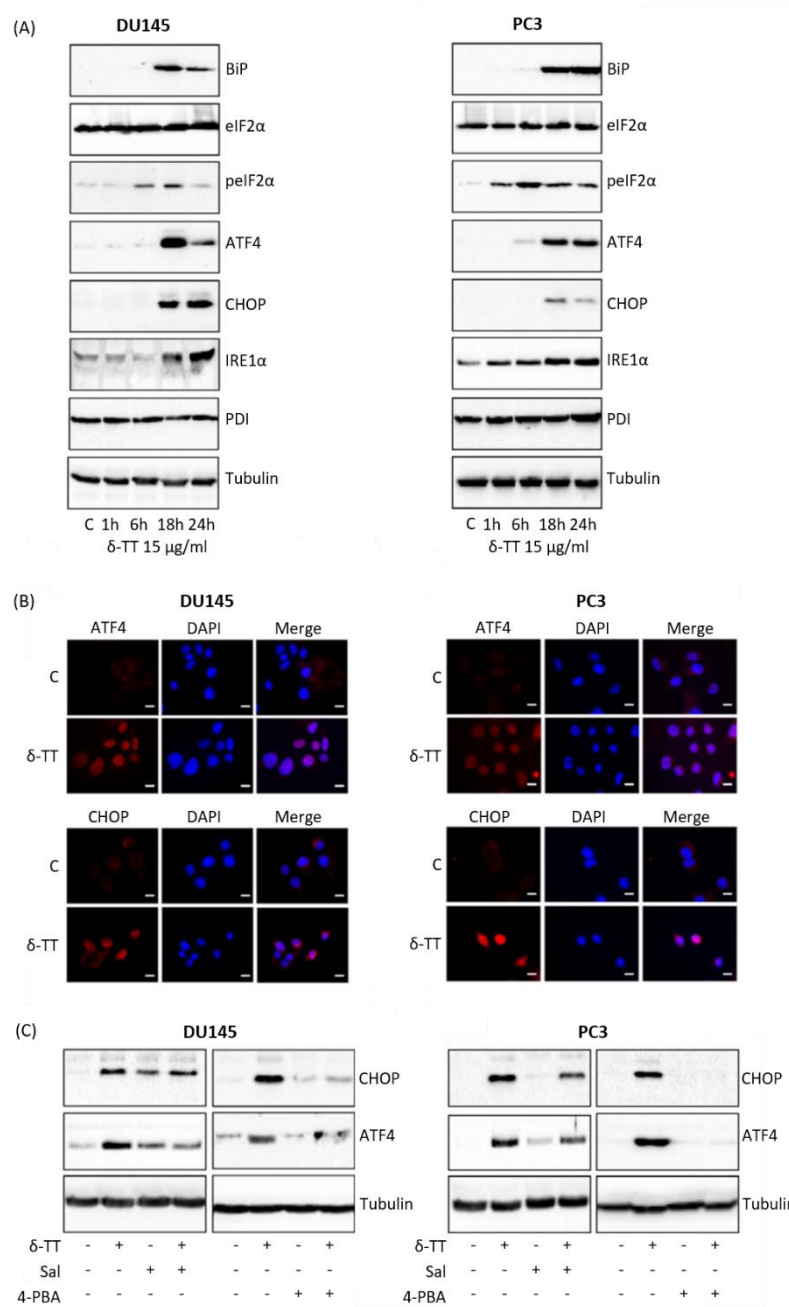 (A)
DU145 PC3
BiP BiP
eIF2α eIF2α
peIF2α peIF2α
ATF4 ATF4
CHOP CHOP
IRE1α IRE1α
PDI PDI
Tubulin Tubulin
C 1h 6h 18h 24h C 1h 6h 18h 24h
δ-TT 15 μg/ml δ-TT 15 μg/ml
(B)
DU145 PC3
ATF4 DAPI Merge ATF4 DAPI Merge
C C
δ-TT δ-TT
CHOP DAPI Merge CHOP DAPI Merge
C C
δ-TT δ-TT
(C)
DU145 PC3
CHOP CHOP
ATF4 ATF4
Tubulin Tubulin
δ-TT - + - + - + - + δ-TT - + - + - + - +
Sal - - + + - - - - Sal - - + + - - - -
4-PBA - - - - - - + + 4-PBA - - - - - - + +